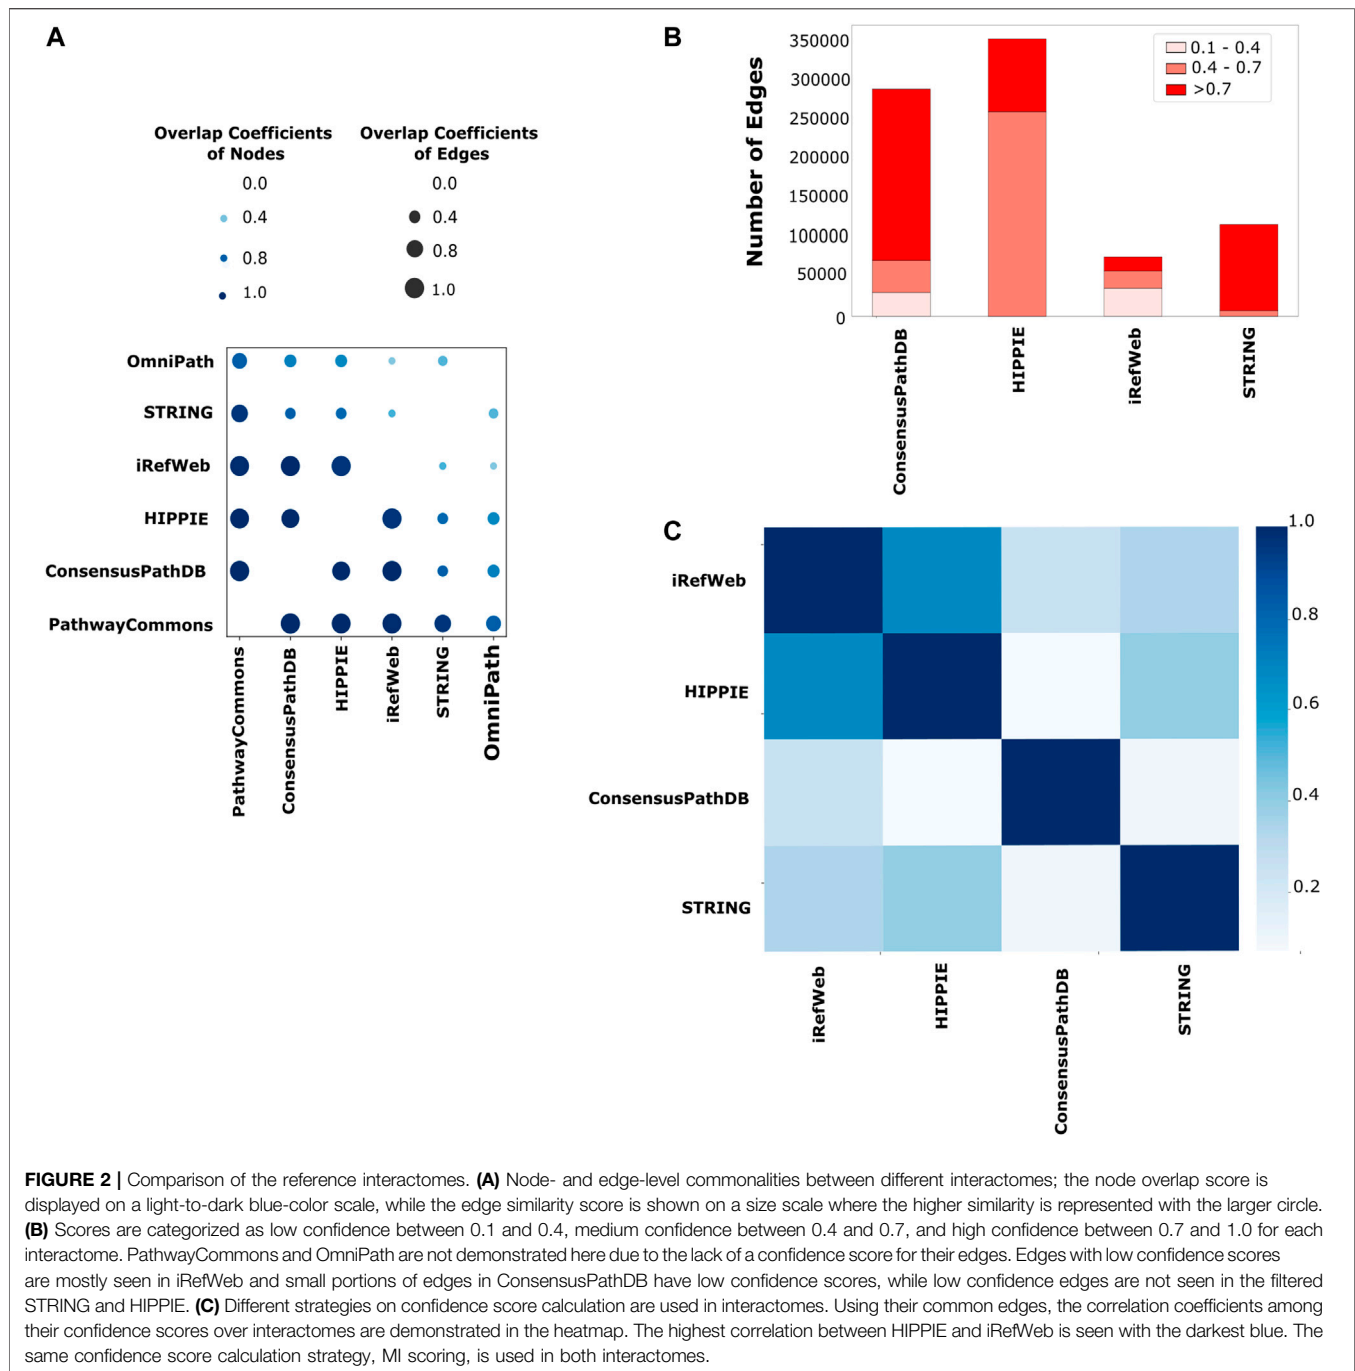 A
Overlap Coefficients
of Nodes
0.0
0.4
0.8
1.0
Overlap Coefficients
of Edges
0.0
0.4
0.8
1.0
OmniPath
STRING
iRefWeb
HIPPIE
ConsensusPathDB
PathwayCommons
PathwayCommons
ConsensusPathDB
HIPPIE
iRefWeb
STRING
OmniPath
B
Number of Edges
350000
300000
250000
200000
150000
100000
50000
0
0.1 - 0.4
0.4 - 0.7
>0.7
ConsensusPathDB
HIPPIE
iRefWeb
STRING
C
iRefWeb
HIPPIE
ConsensusPathDB
STRING
iRefWeb
HIPPIE
ConsensusPathDB
STRING
1.0
0.8
0.6
0.4
0.2
FIGURE 2 | Comparison of the reference interactomes. (A) Node- and edge-level commonalities between different interactomes; the node overlap score is
displayed on a light-to-dark blue-color scale, while the edge similarity score is shown on a size scale where the higher similarity is represented with the larger circle.
(B) Scores are categorized as low confidence between 0.1 and 0.4, medium confidence between 0.4 and 0.7, and high confidence between 0.7 and 1.0 for each
interactome. PathwayCommons and OmniPath are not demonstrated here due to the lack of a confidence score for their edges. Edges with low confidence scores
are mostly seen in iRefWeb and small portions of edges in ConsensusPathDB have low confidence scores, while low confidence edges are not seen in the filtered
STRING and HIPPIE. (C) Different strategies on confidence score calculation are used in interactomes. Using their common edges, the correlation coefficients among
their confidence scores over interactomes are demonstrated in the heatmap. The highest correlation between HIPPIE and iRefWeb is seen with the darkest blue. The
same confidence score calculation strategy, MI scoring, is used in both interactomes.